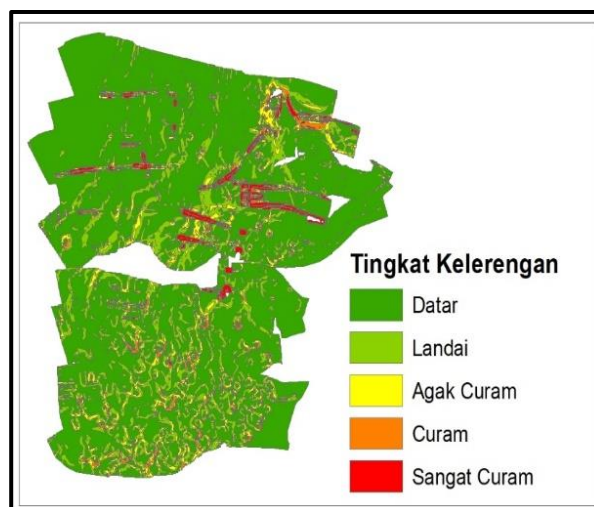 Tingkat Kelerengan
Datar
Landai
Agak Curam
Curam
Sangat Curam